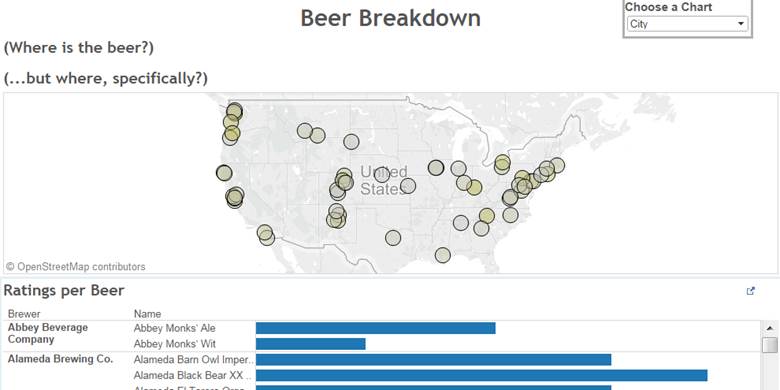 Beer Breakdown
Choose a Chart
City
(Where is the beer?)
(...but where, specifically?)
United
States
© OpenStreetMap contributors
Ratings per Beer
Brewer Name
Abbey Beverage Company
Abbey Monks' Ale
Abbey Monks' Wit
Alameda Brewing Co.
Alameda Barn Owl Imper..
Alameda Black Bear XX ..